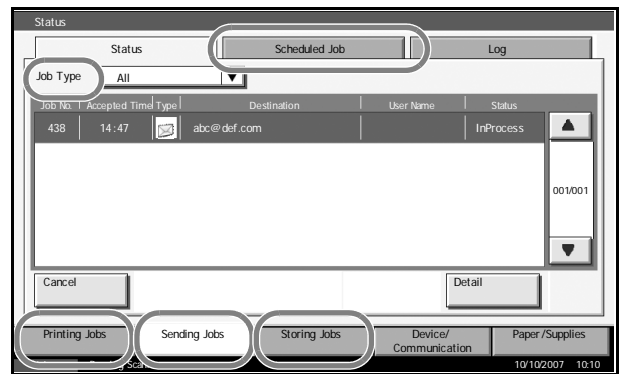 Status
Status Scheduled Job Log
Job Type All
Job No. Accepted Time Type Destination User Name Status
438 14:47 abc@def.com InProcess
001/001
Cancel Detail
Printing Jobs Sending Jobs Storing Jobs Device/ Paper/Supplies
Communication
10/10/2007 10:10